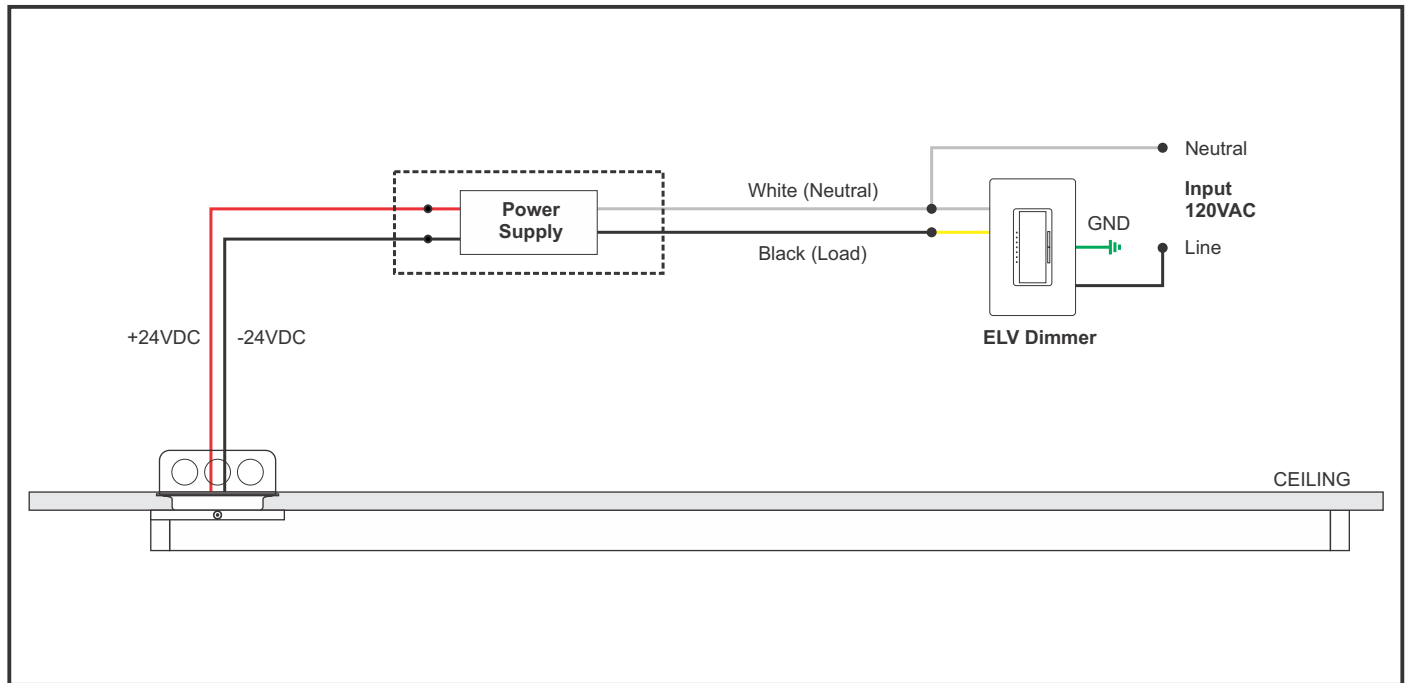 Neutral
White (Neutral)
Input
120VAC
Power
Supply
GND
Black (Load)
Line
+24VDC
-24VDC
ELV Dimmer
CEILING